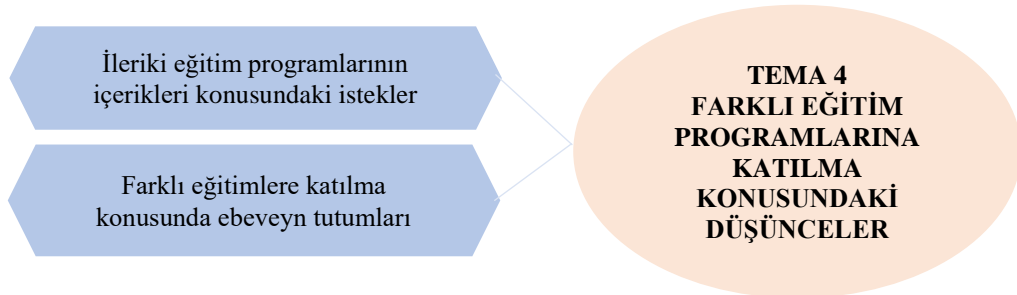 İleriki eğitim programlarının
içerikleri konusundaki istekler
Farklı eğitimlere katılma
konusunda ebeveyn tutumları
TEMA 4
FARKLI EĞİTİM
PROGRAMLARINA
KATILMA
KONUSUNDAKİ
DÜŞÜNCELER